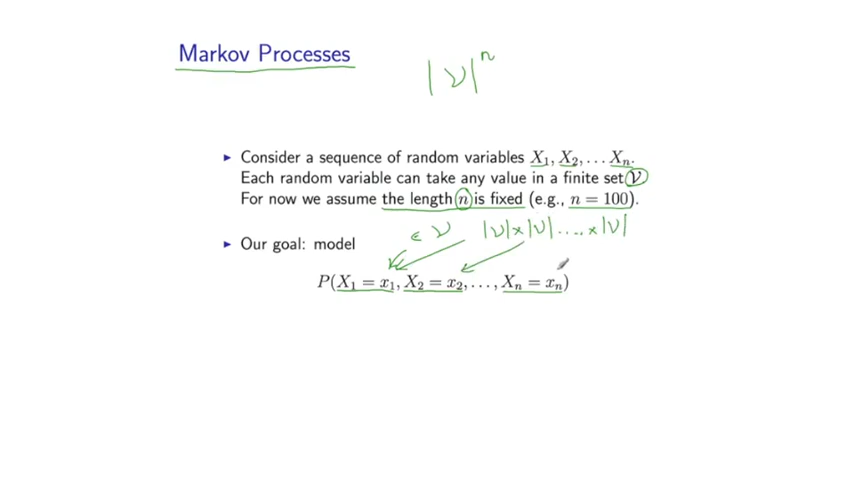 Markov Processes
|𝒱|ⁿ
▶ Consider a sequence of random variables X₁, X₂, . . . Xₙ.
Each random variable can take any value in a finite set 𝒱
For now we assume the length n is fixed (e.g., n = 100).
∈ 𝒱 |𝒱| × |𝒱| ..... × |𝒱|
▶ Our goal: model
P(X₁ = x₁, X₂ = x₂, . . . , Xₙ = xₙ)